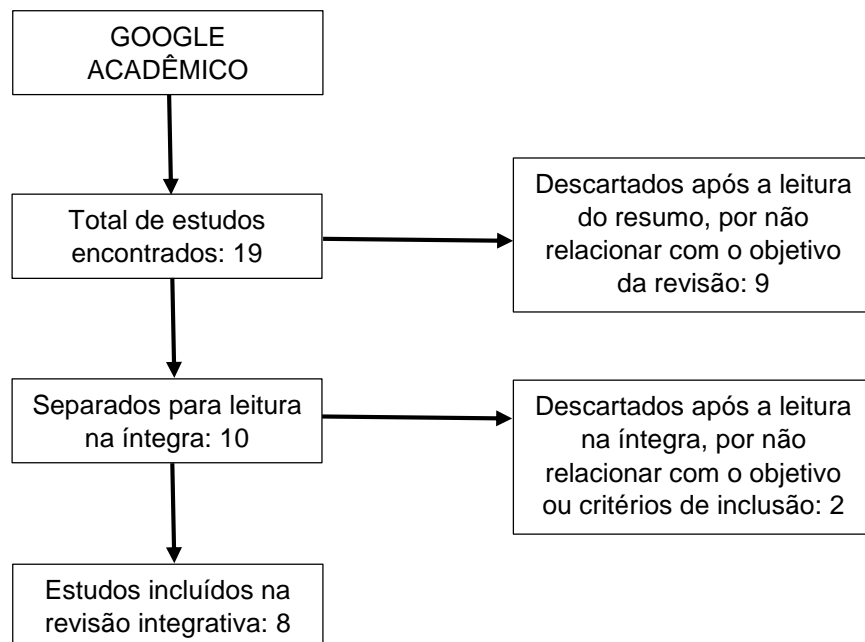 GOOGLE
ACADÊMICO
Total de estudos
encontrados: 19
Descartados após a leitura
do resumo, por não
relacionar com o objetivo
da revisão: 9
Separados para leitura
na íntegra: 10
Descartados após a leitura
na íntegra, por não
relacionar com o objetivo
ou critérios de inclusão: 2
Estudos incluídos na
revisão integrativa: 8